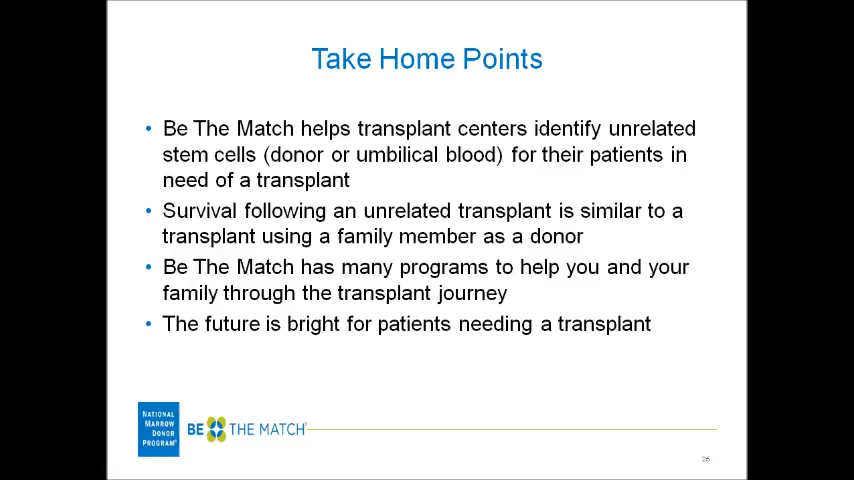 Take Home Points
• Be The Match helps transplant centers identify unrelated
stem cells (donor or umbilical blood) for their patients in
need of a transplant
• Survival following an unrelated transplant is similar to a
transplant using a family member as a donor
• Be The Match has many programs to help you and your
family through the transplant journey
• The future is bright for patients needing a transplant
NATIONAL
MARROW
DONOR
PROGRAM®
BE THE MATCH®
26